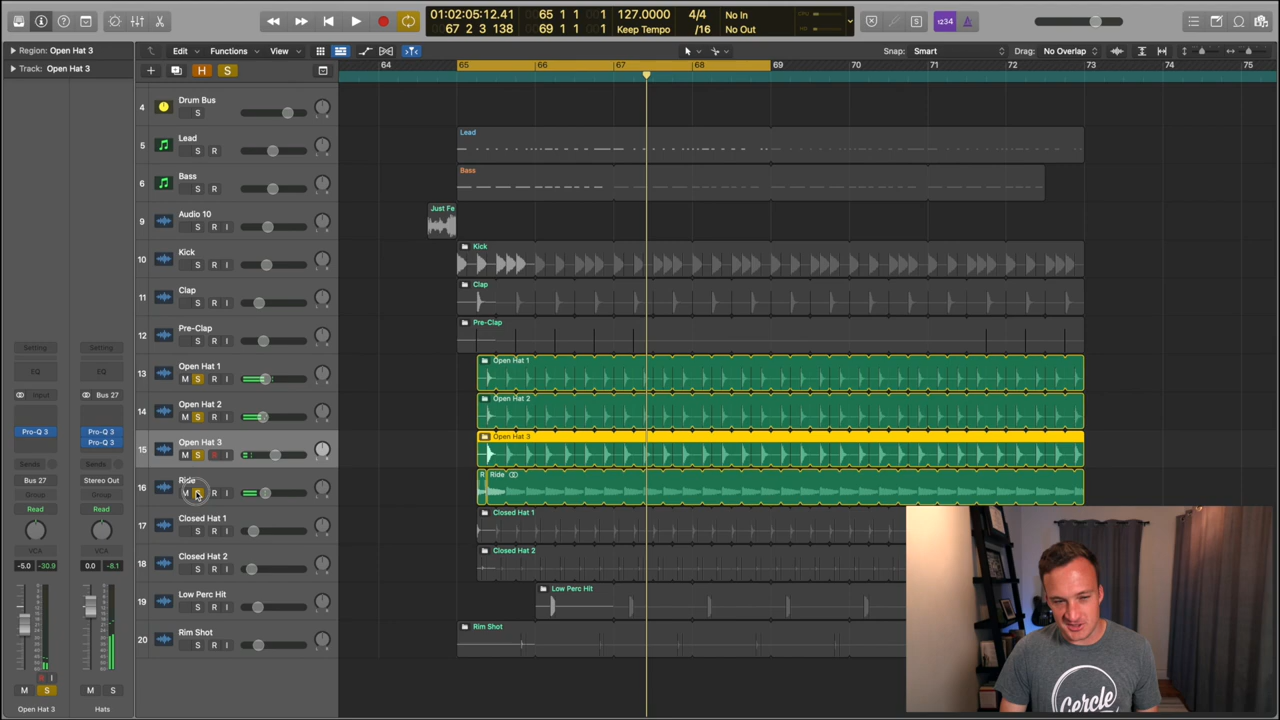 01:02:05:12.41 65 1 1 1 127.0000 4/4 No In
67 2 3 138 69 1 1 1 Keep Tempo /16 No Out
CPU
HD
1234
Region: Open Hat 3
Track: Open Hat 3
Edit Functions View
Snap: Smart
Drag: No Overlap
H S
64 65 66 67 68 69 70 71 72 73 74 75
4 Drum Bus
S
5 Lead
S R
Lead
6 Bass
S R
Bass
9 Audio 10
S R I
Just Fe
10 Kick
S R I
Kick
11 Clap
S R I
Clap
12 Pre-Clap
S R I
Pre-Clap
13 Open Hat 1
M S R I
Open Hat 1
14 Open Hat 2
M S R I
Open Hat 2
15 Open Hat 3
M S R I
Open Hat 3
16 Ride
M S R I
R Ride
17 Closed Hat 1
S R I
Closed Hat 1
18 Closed Hat 2
S R I
Closed Hat 2
19 Low Perc Hit
S R I
Low Perc Hit
20 Rim Shot
S R I
Rim Shot
Setting Setting
EQ EQ
Input Bus 27
Pro-Q 3 Pro-Q 3
Pro-Q 3
Sends Sends
Bus 27 Stereo Out
Group Group
Read Read
VCA VCA
-5.0 -30.9 0.0 -8.1
R I
M S M S
Open Hat 3 Hats
Cercle